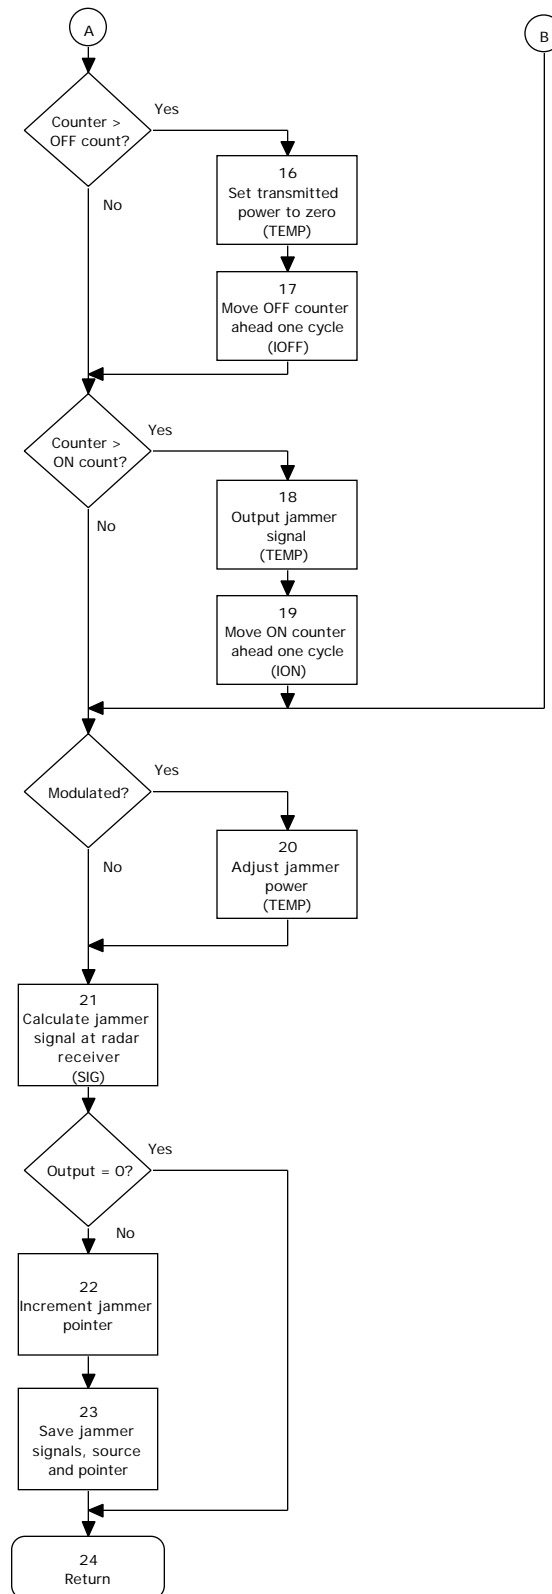 A
B
Counter >
OFF count?
Yes
No
16
Set transmitted
power to zero
(TEMP)
17
Move OFF counter
ahead one cycle
(IOFF)
Counter >
ON count?
Yes
No
18
Output jammer
signal
(TEMP)
19
Move ON counter
ahead one cycle
(ION)
Modulated?
Yes
No
20
Adjust jammer
power
(TEMP)
21
Calculate jammer
signal at radar
receiver
(SIG)
Output = 0?
Yes
No
22
Increment jammer
pointer
23
Save jammer
signals, source
and pointer
24
Return